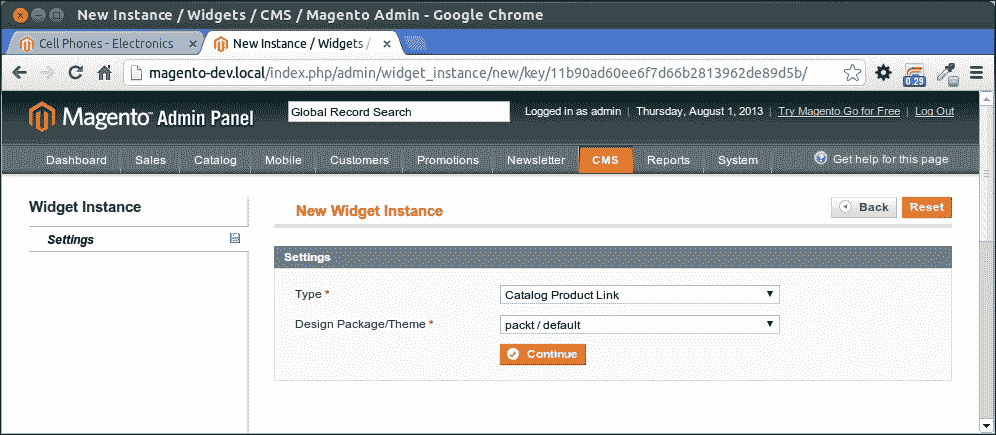 New Instance / Widgets / CMS / Magento Admin - Google Chrome
Cell Phones - Electronics
New Instance / Widgets /
magento-dev.local/index.php/admin/widget_instance/new/key/11b90ad60ee6f7d66b2813962de89d5b/
0.29
Magento Admin Panel
Global Record Search
Logged in as admin | Thursday, August 1, 2013 | Try Magento Go for Free | Log Out
Dashboard Sales Catalog Mobile Customers Promotions Newsletter CMS Reports System Get help for this page
Widget Instance
Settings
New Widget Instance
Back Reset
Settings
Type * Catalog Product Link
Design Package/Theme * packt / default
Continue